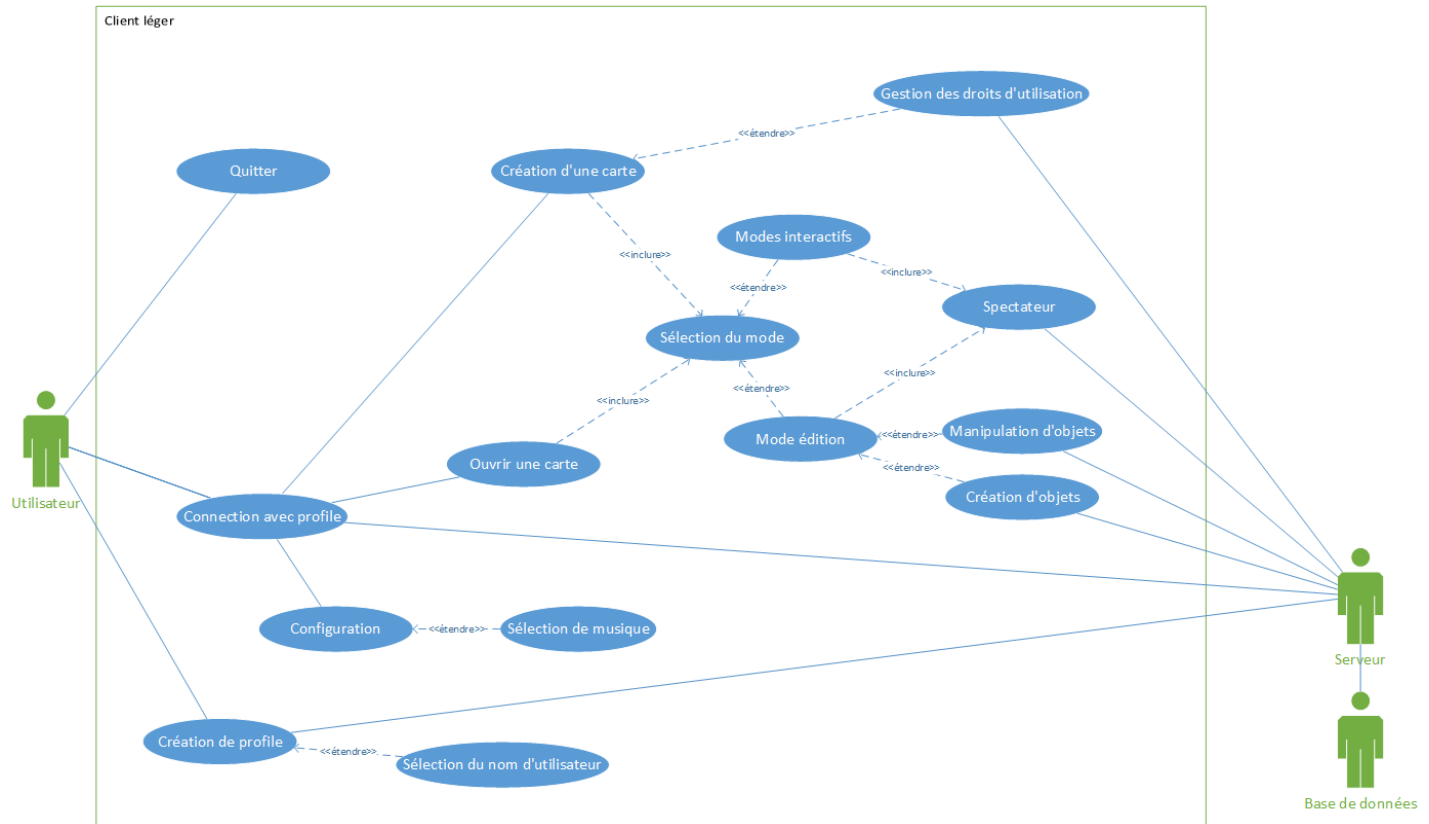 Client léger
Gestion des droits d'utilisation
<<étendre>>
Quitter
Création d'une carte
Modes interactifs
<<inclure>>
<<inclure>>
<<étendre>>
Spectateur
Sélection du mode
<<inclure>>
<<étendre>>
<<inclure>>
Mode édition
<<étendre>>
Manipulation d'objets
Ouvrir une carte
<<étendre>>
Création d'objets
Utilisateur
Connection avec profile
Configuration
<<étendre>>
Sélection de musique
Serveur
Création de profile
<<étendre>>
Sélection du nom d'utilisateur
Base de données